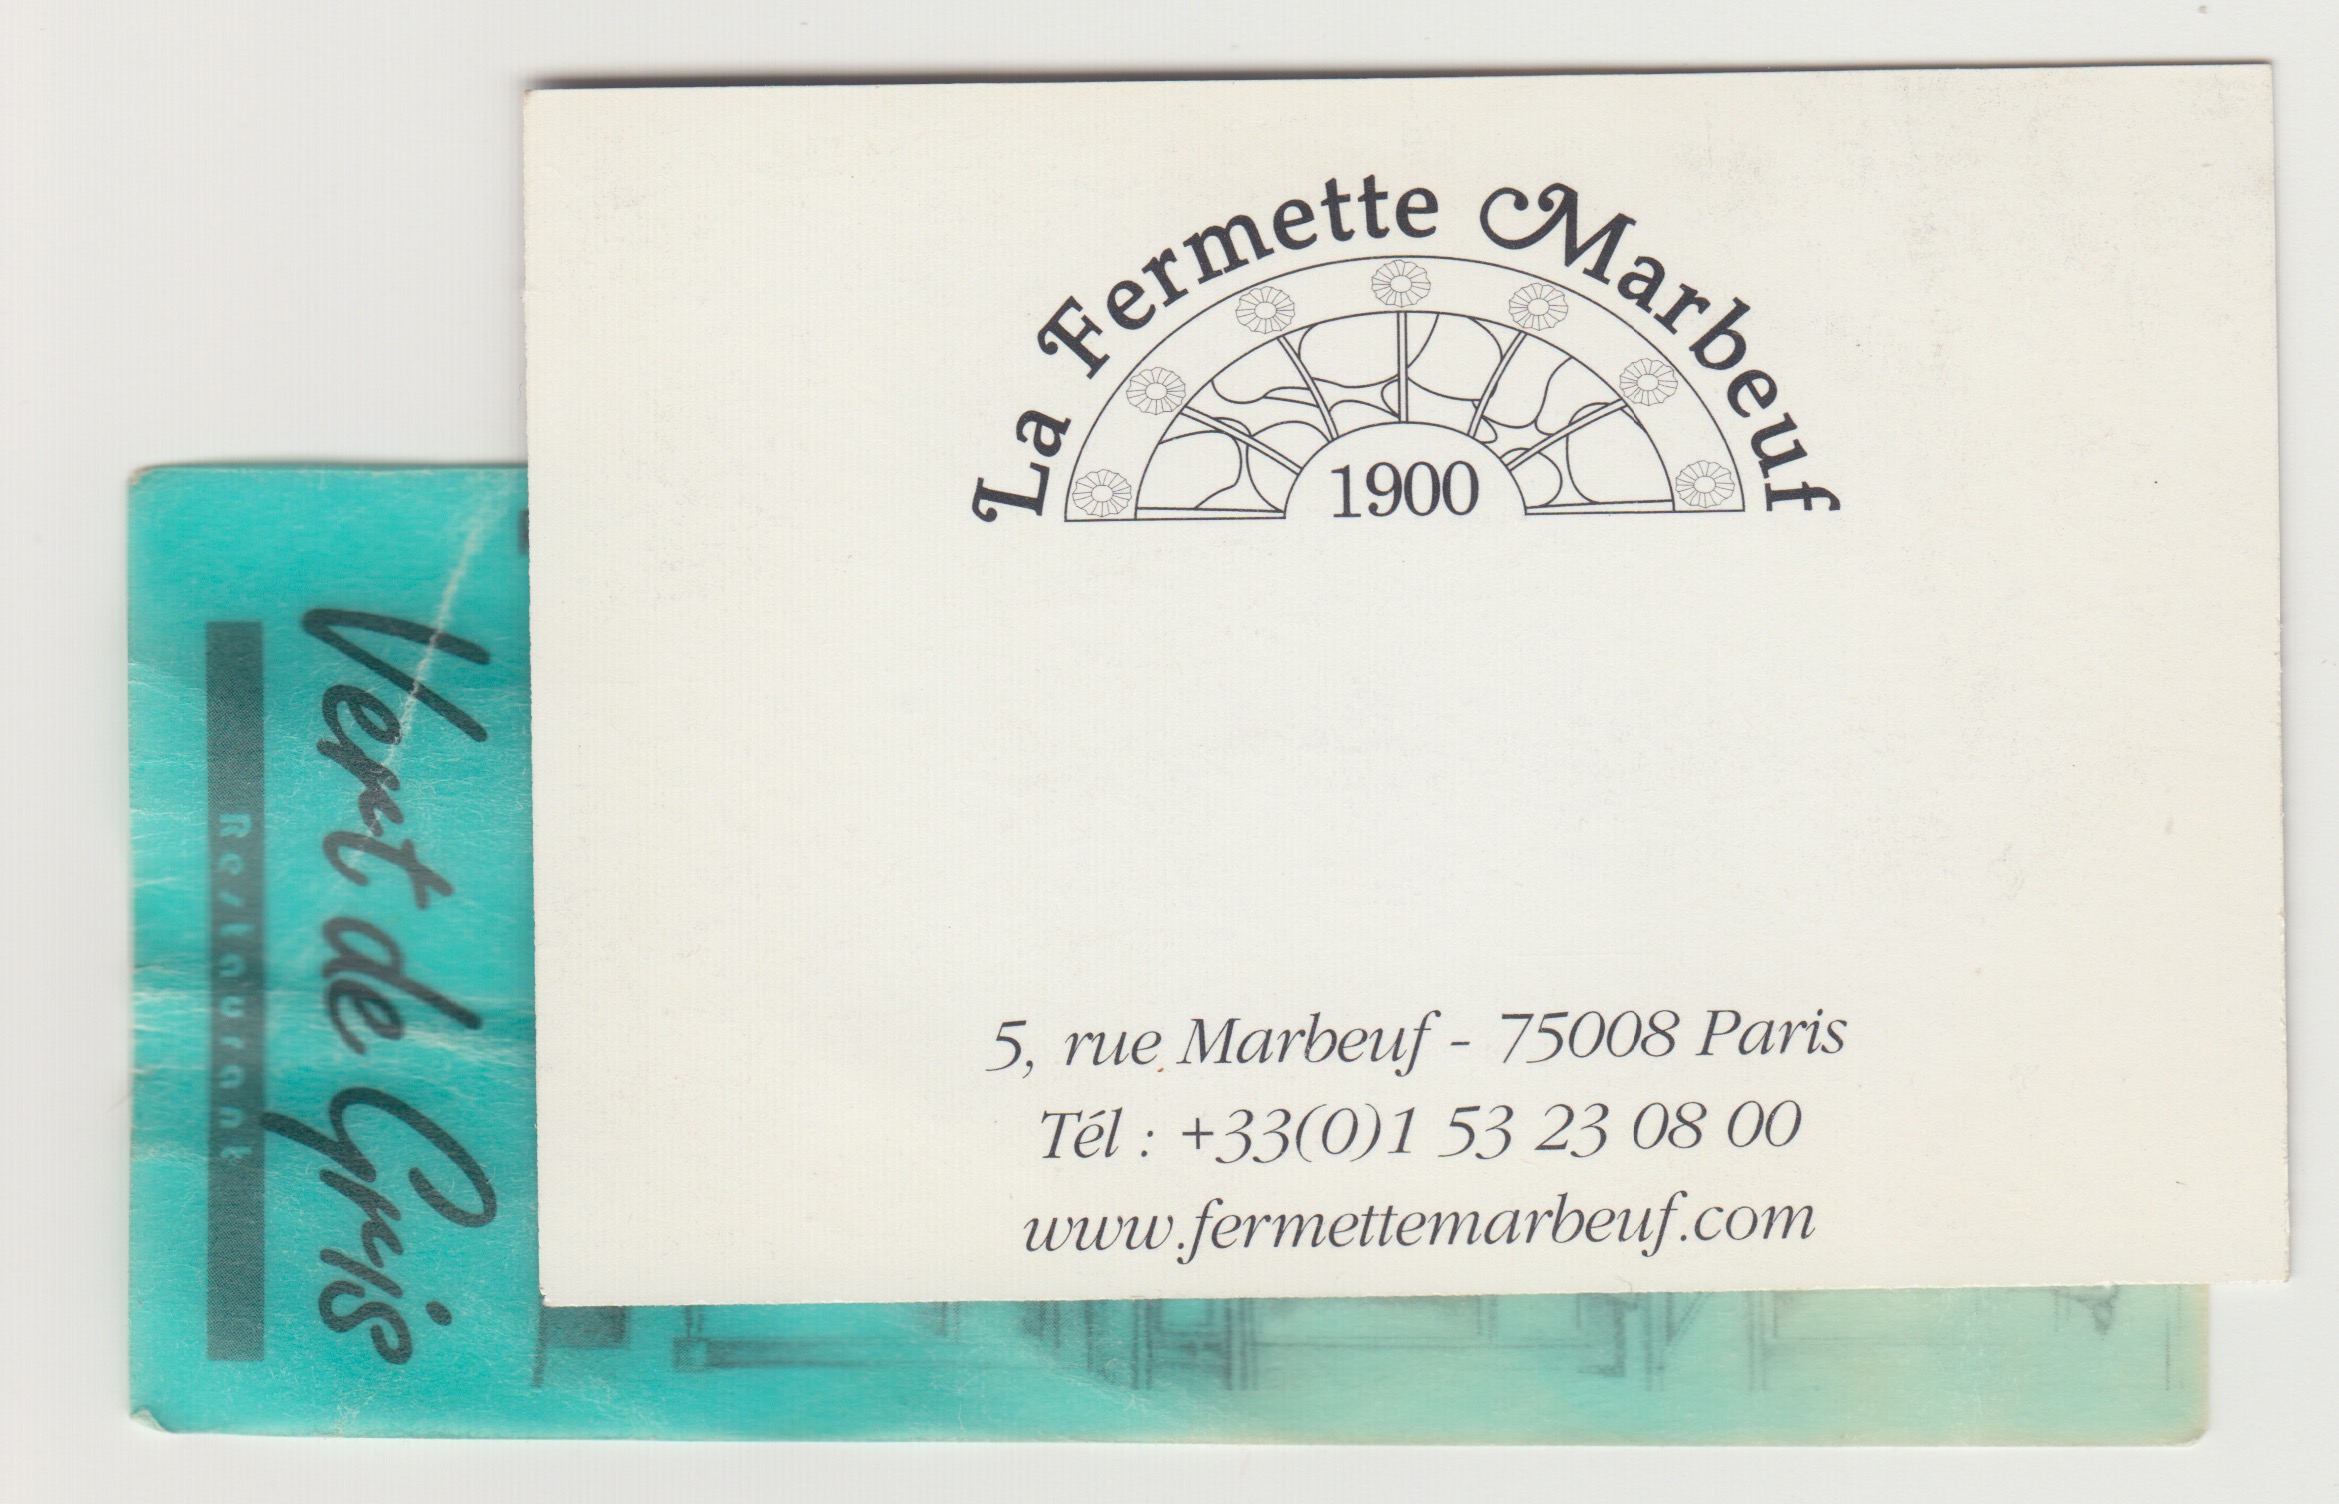 La Fermette Marbeuf
1900
5, rue Marbeuf - 75008 Paris
Tél : +33(0)1 53 23 08 00
www.fermettemarbeuf.com
Vert de Gris
Restaurant